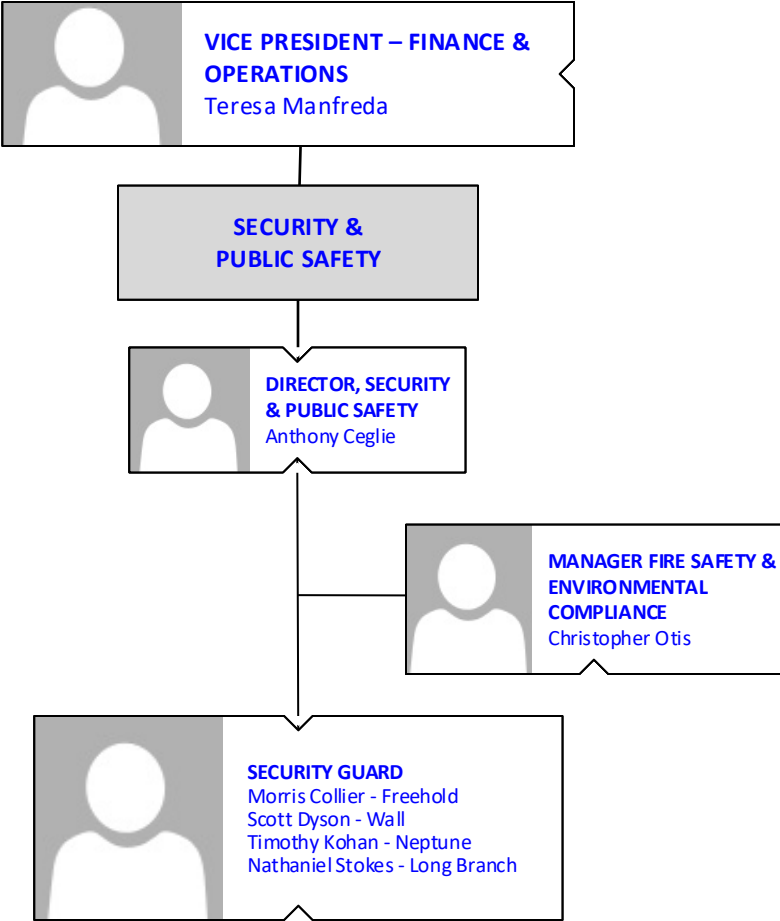 VICE PRESIDENT – FINANCE &
OPERATIONS
Teresa Manfreda
SECURITY &
PUBLIC SAFETY
DIRECTOR, SECURITY
& PUBLIC SAFETY
Anthony Ceglie
MANAGER FIRE SAFETY &
ENVIRONMENTAL
COMPLIANCE
Christopher Otis
SECURITY GUARD
Morris Collier - Freehold
Scott Dyson - Wall
Timothy Kohan - Neptune
Nathaniel Stokes - Long Branch